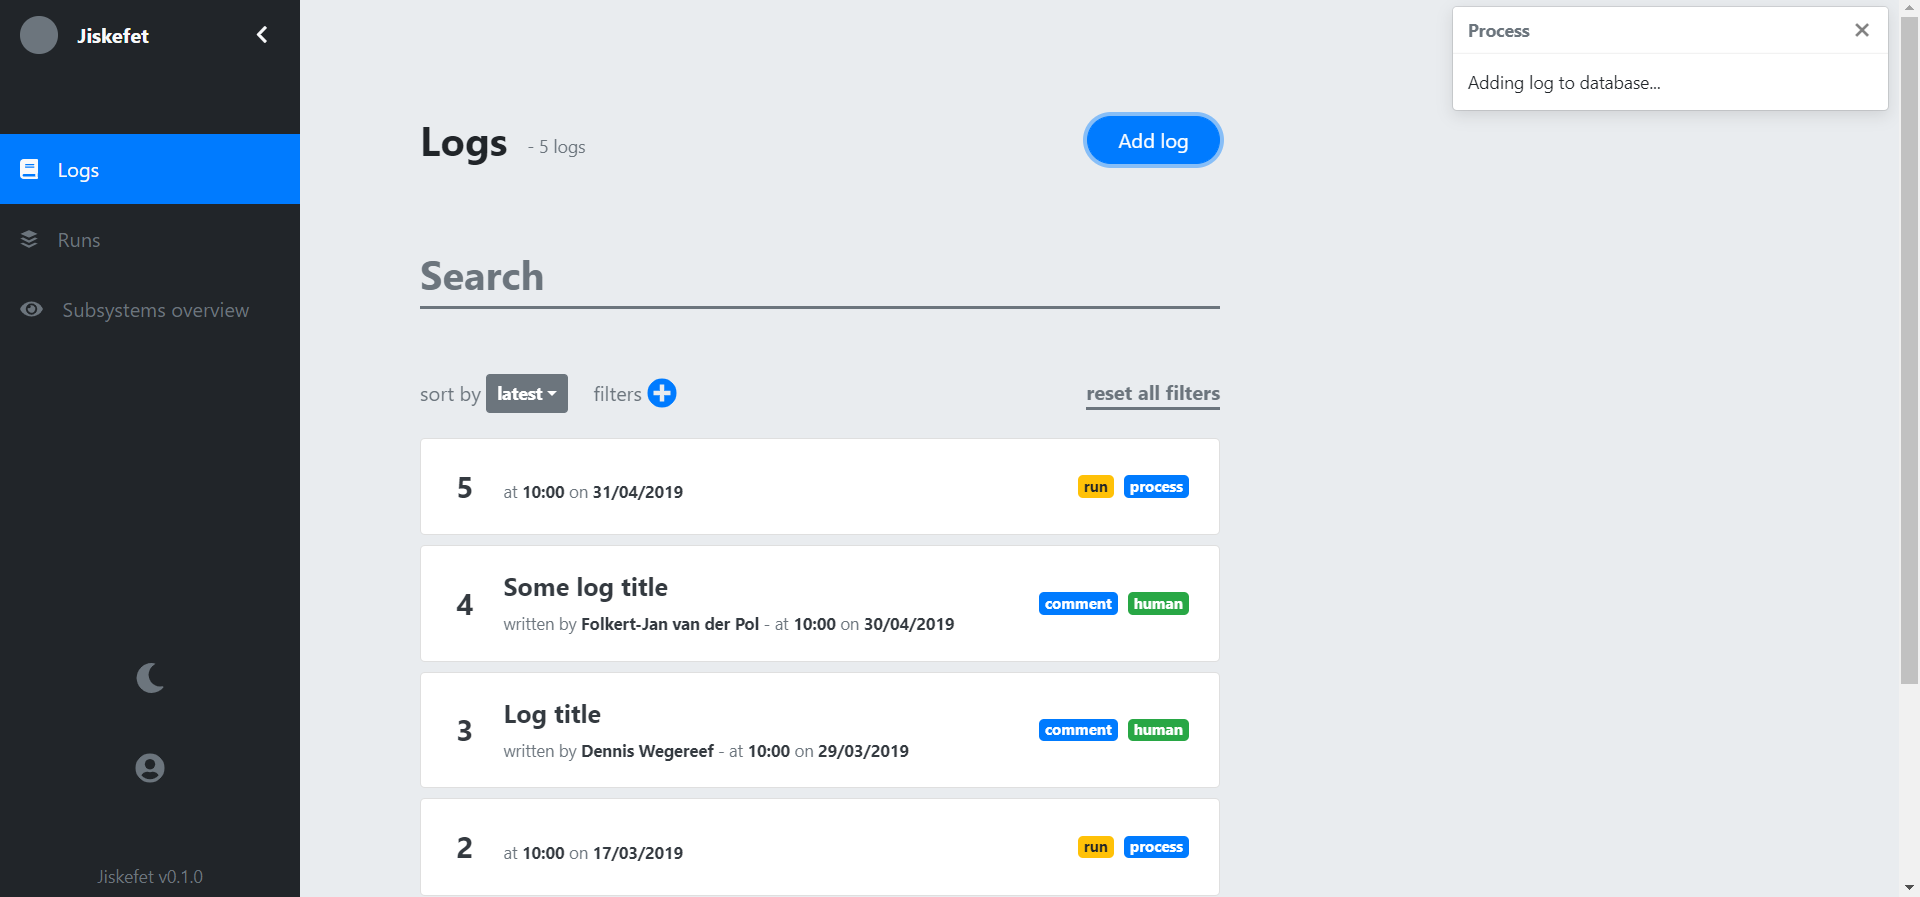 Jiskefet
Logs
Runs
Subsystems overview
Jiskefet v0.1.0
Process
Adding log to database...
Logs - 5 logs
Add log
Search
sort by latest filters reset all filters
5 at 10:00 on 31/04/2019 run process
4 Some log title
written by Folkert-Jan van der Pol - at 10:00 on 30/04/2019
comment human
3 Log title
written by Dennis Wegereef - at 10:00 on 29/03/2019
comment human
2 at 10:00 on 17/03/2019 run process